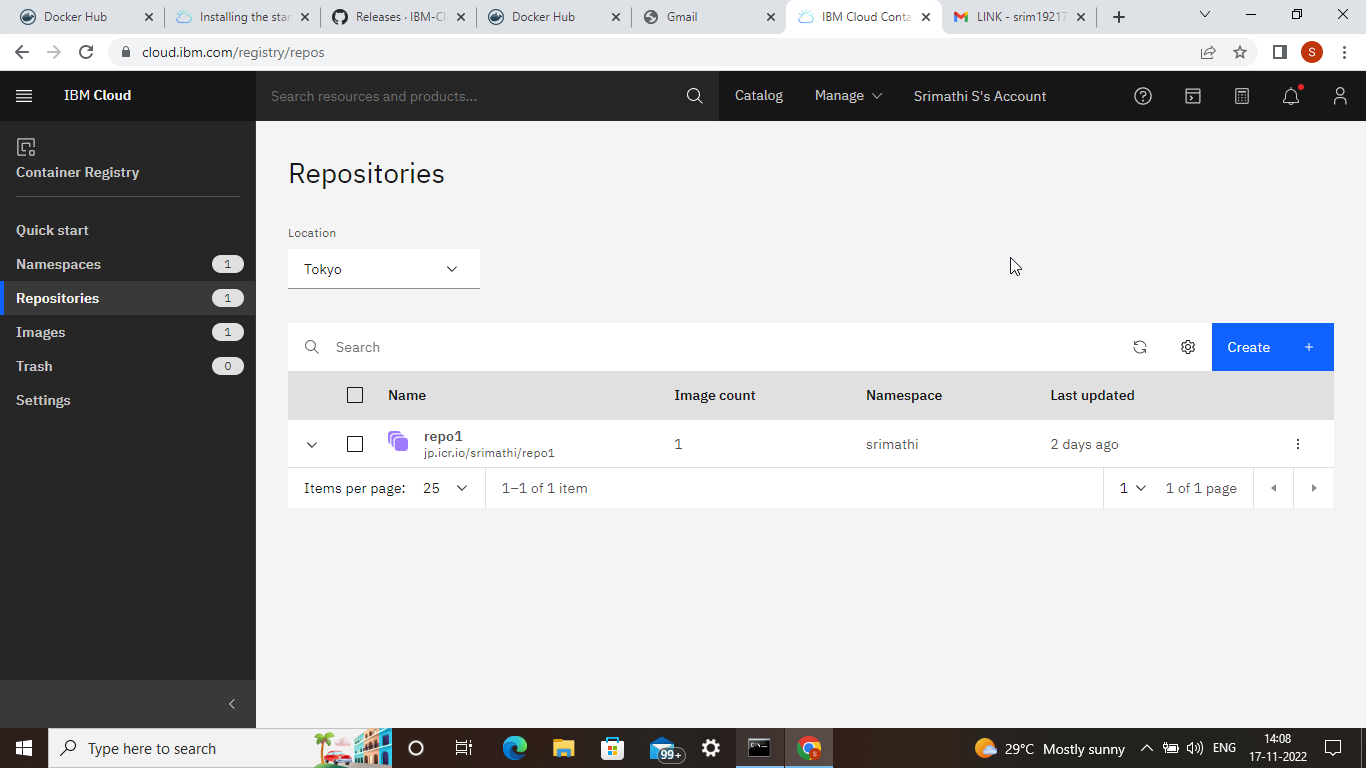 Docker Hub
Installing the star
Releases · IBM-Cl
Docker Hub
Gmail
IBM Cloud Conta
LINK - srim19217
cloud.ibm.com/registry/repos
S
IBM Cloud
Search resources and products...
Catalog
Manage
Srimathi S's Account
Container Registry
Quick start
Namespaces 1
Repositories 1
Images 1
Trash 0
Settings
Repositories
Location
Tokyo
Search
Create +
Name Image count Namespace Last updated
repo1 1 srimathi 2 days ago
jp.icr.io/srimathi/repo1
Items per page: 25 1–1 of 1 item 1 1 of 1 page
Type here to search
99+
29°C Mostly sunny
ENG
14:08
17-11-2022